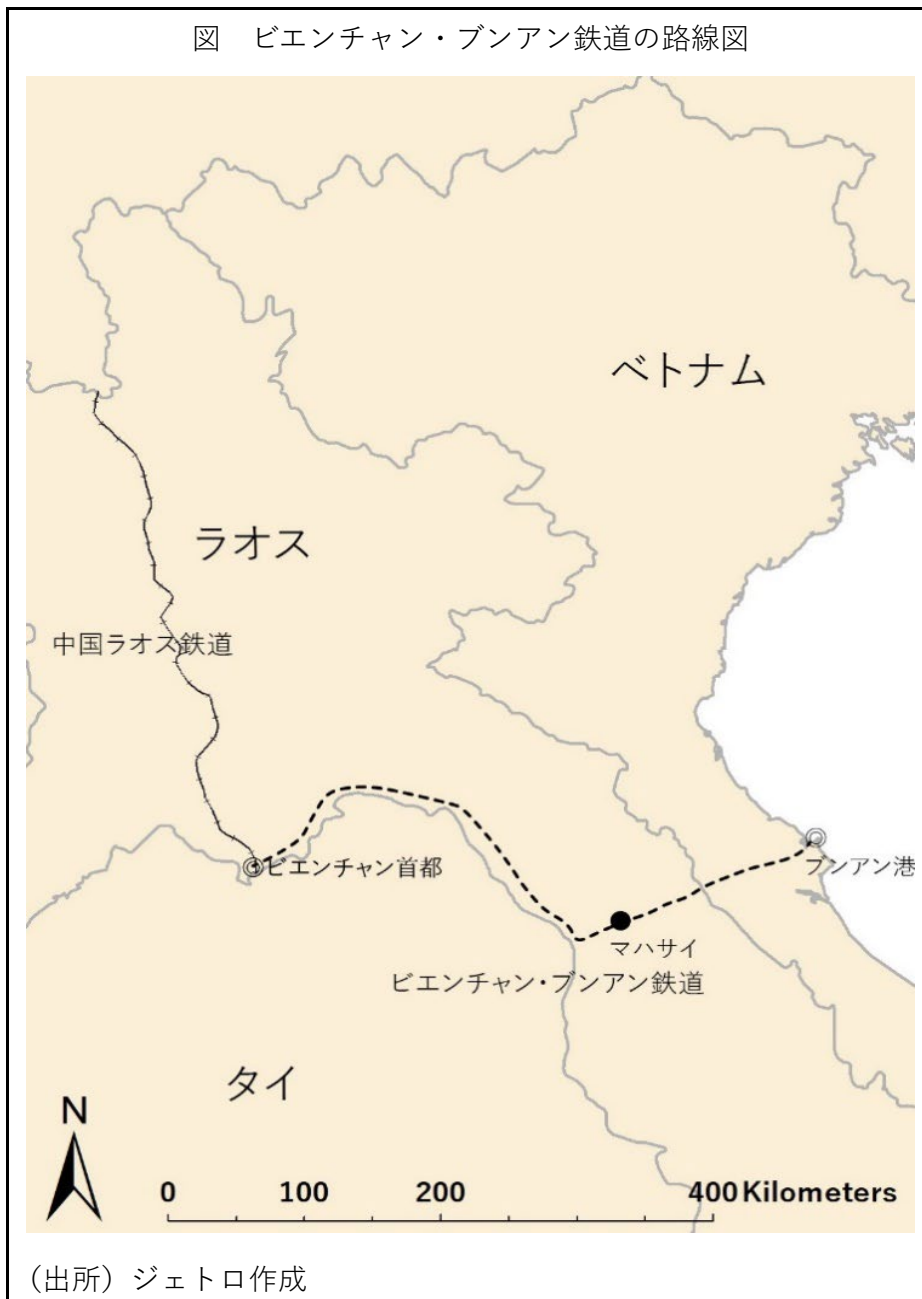 図 ビエンチャン・ブンアン鉄道の路線図
ベトナム
ラオス
中国ラオス鉄道
ビエンチャン首都
ブンアン港
マハサイ
ビエンチャン・ブンアン鉄道
タイ
N
0 100 200 400 Kilometers
（出所）ジェトロ作成